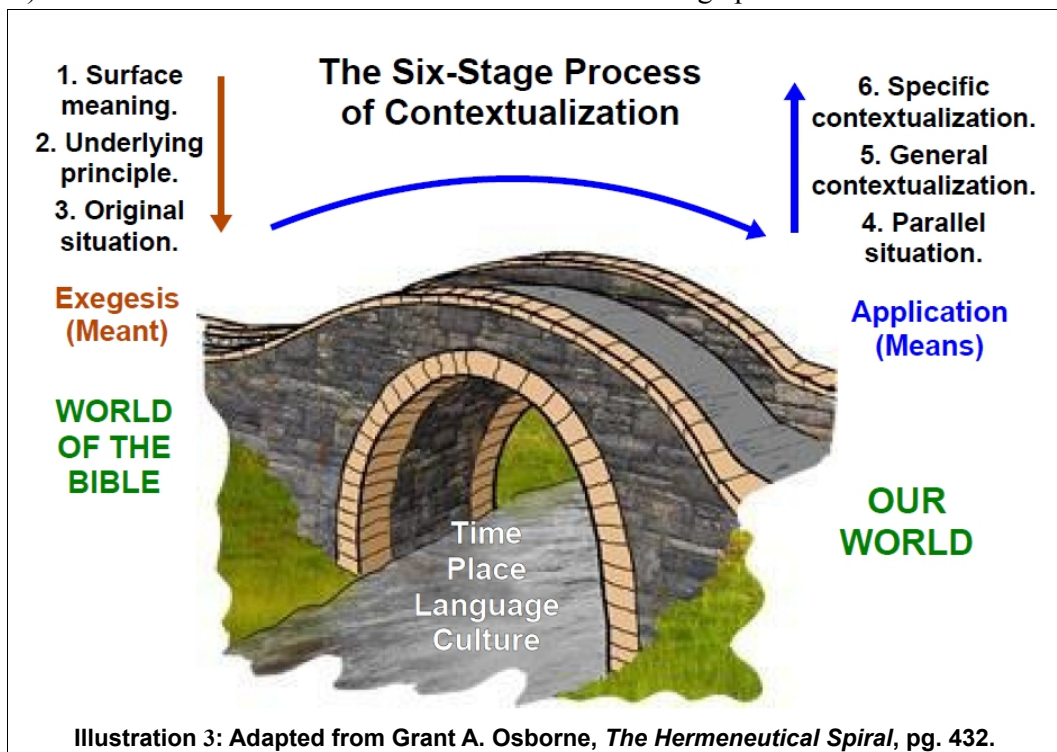 The Six-Stage Process
of Contextualization
1. Surface
meaning.
2. Underlying
principle.
3. Original
situation.
Exegesis
(Meant)
WORLD
OF THE
BIBLE
Time
Place
Language
Culture
6. Specific
contextualization.
5. General
contextualization.
4. Parallel
situation.
Application
(Means)
OUR
WORLD
Illustration 3: Adapted from Grant A. Osborne, The Hermeneutical Spiral, pg. 432.